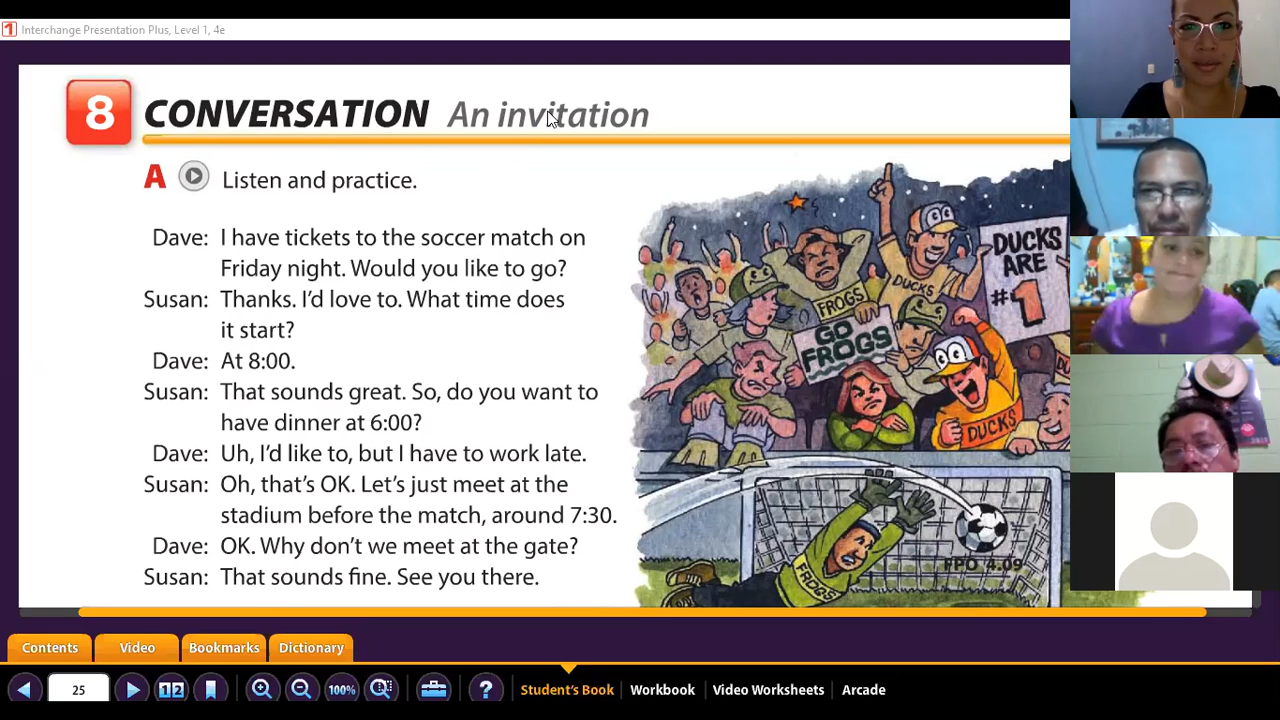 Interchange Presentation Plus, Level 1, 4e
8 CONVERSATION An invitation
A Listen and practice.
Dave: I have tickets to the soccer match on
Friday night. Would you like to go?
Susan: Thanks. I'd love to. What time does
it start?
Dave: At 8:00.
Susan: That sounds great. So, do you want to
have dinner at 6:00?
Dave: Uh, I'd like to, but I have to work late.
Susan: Oh, that's OK. Let's just meet at the
stadium before the match, around 7:30.
Dave: OK. Why don't we meet at the gate?
Susan: That sounds fine. See you there.
DUCKS
ARE
#1
DUCKS
FROGS
GO
FROGS
DUCKS
FROGS
FPO 4.09
Contents Video Bookmarks Dictionary
25 12 100% ? Student's Book Workbook Video Worksheets Arcade